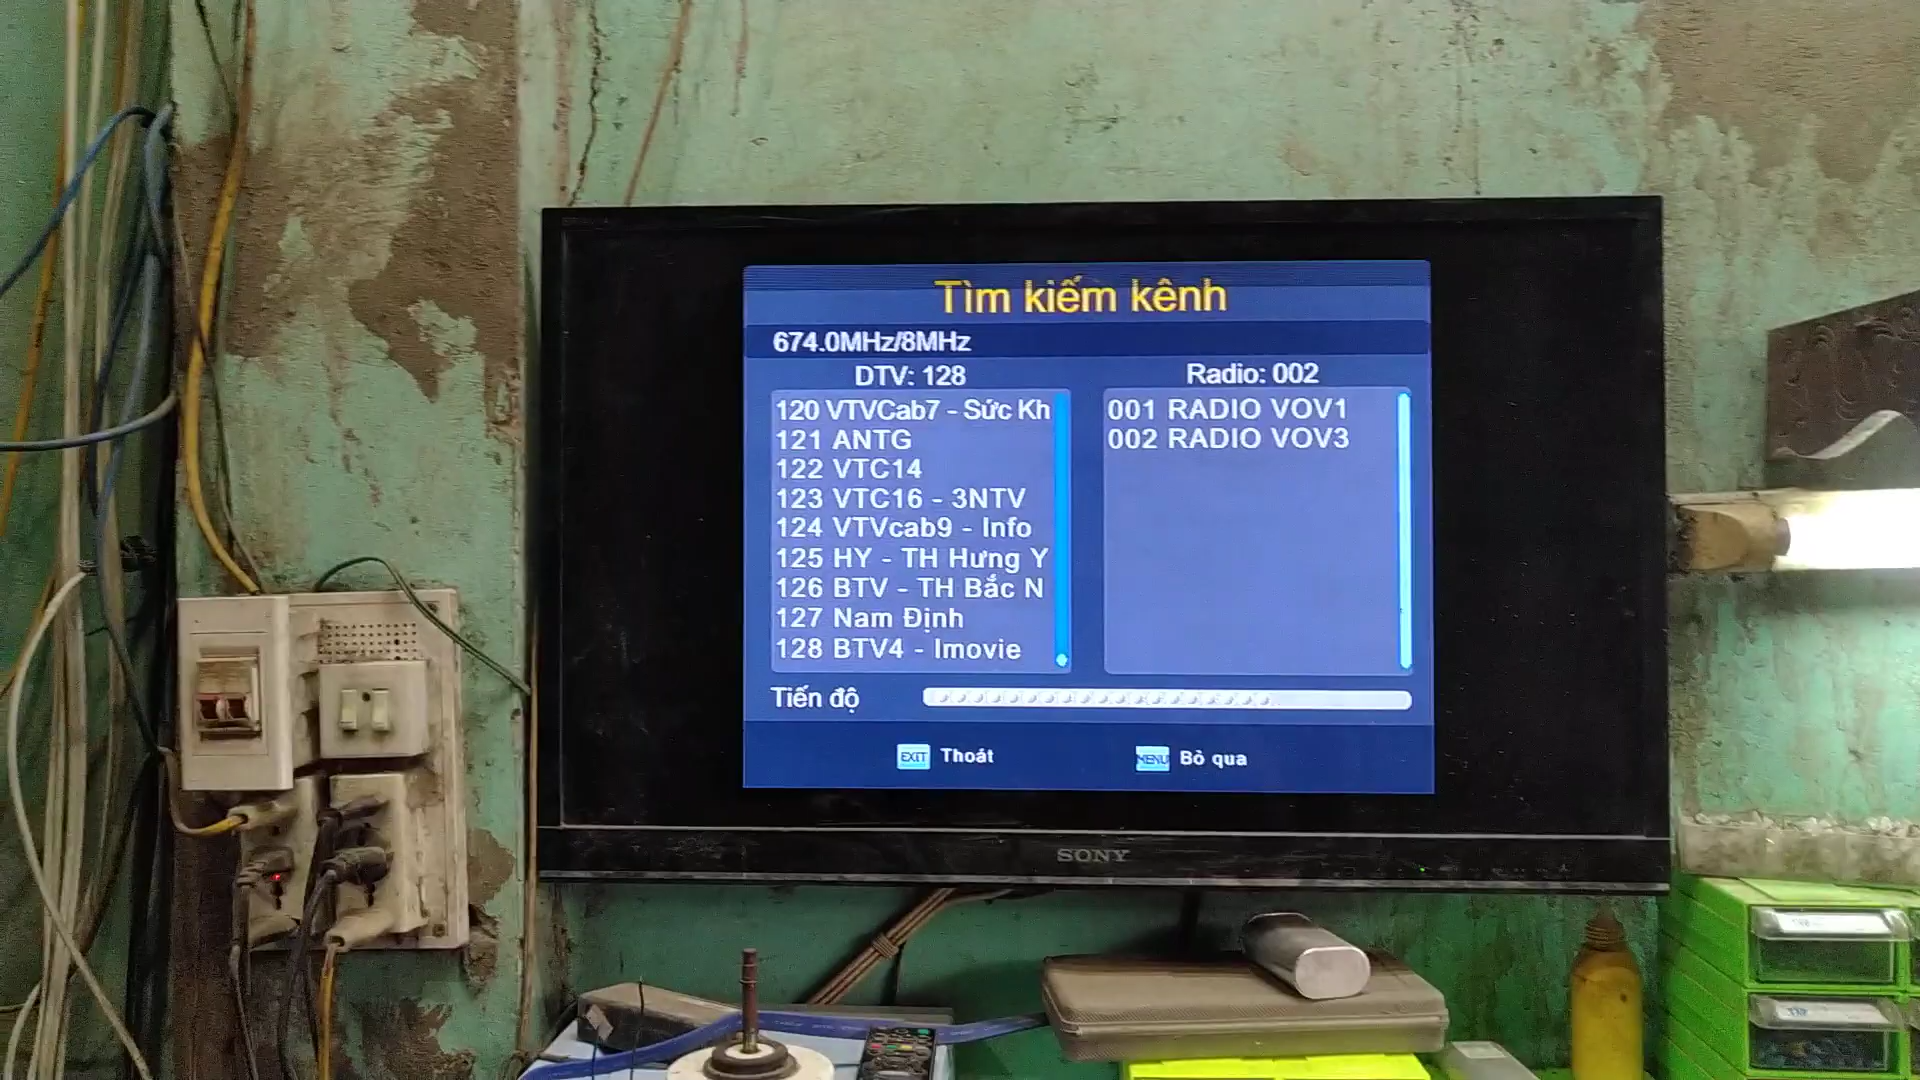 Tìm kiếm kênh
674.0MHz/8MHz
DTV: 128
120 VTVCab7 - Sức Kh
121 ANTG
122 VTC14
123 VTC16 - 3NTV
124 VTVcab9 - Info
125 HY - TH Hưng Y
126 BTV - TH Bắc N
127 Nam Định
128 BTV4 - Imovie
Radio: 002
001 RADIO VOV1
002 RADIO VOV3
Tiến độ
EXIT Thoát
MENU Bỏ qua
SONY